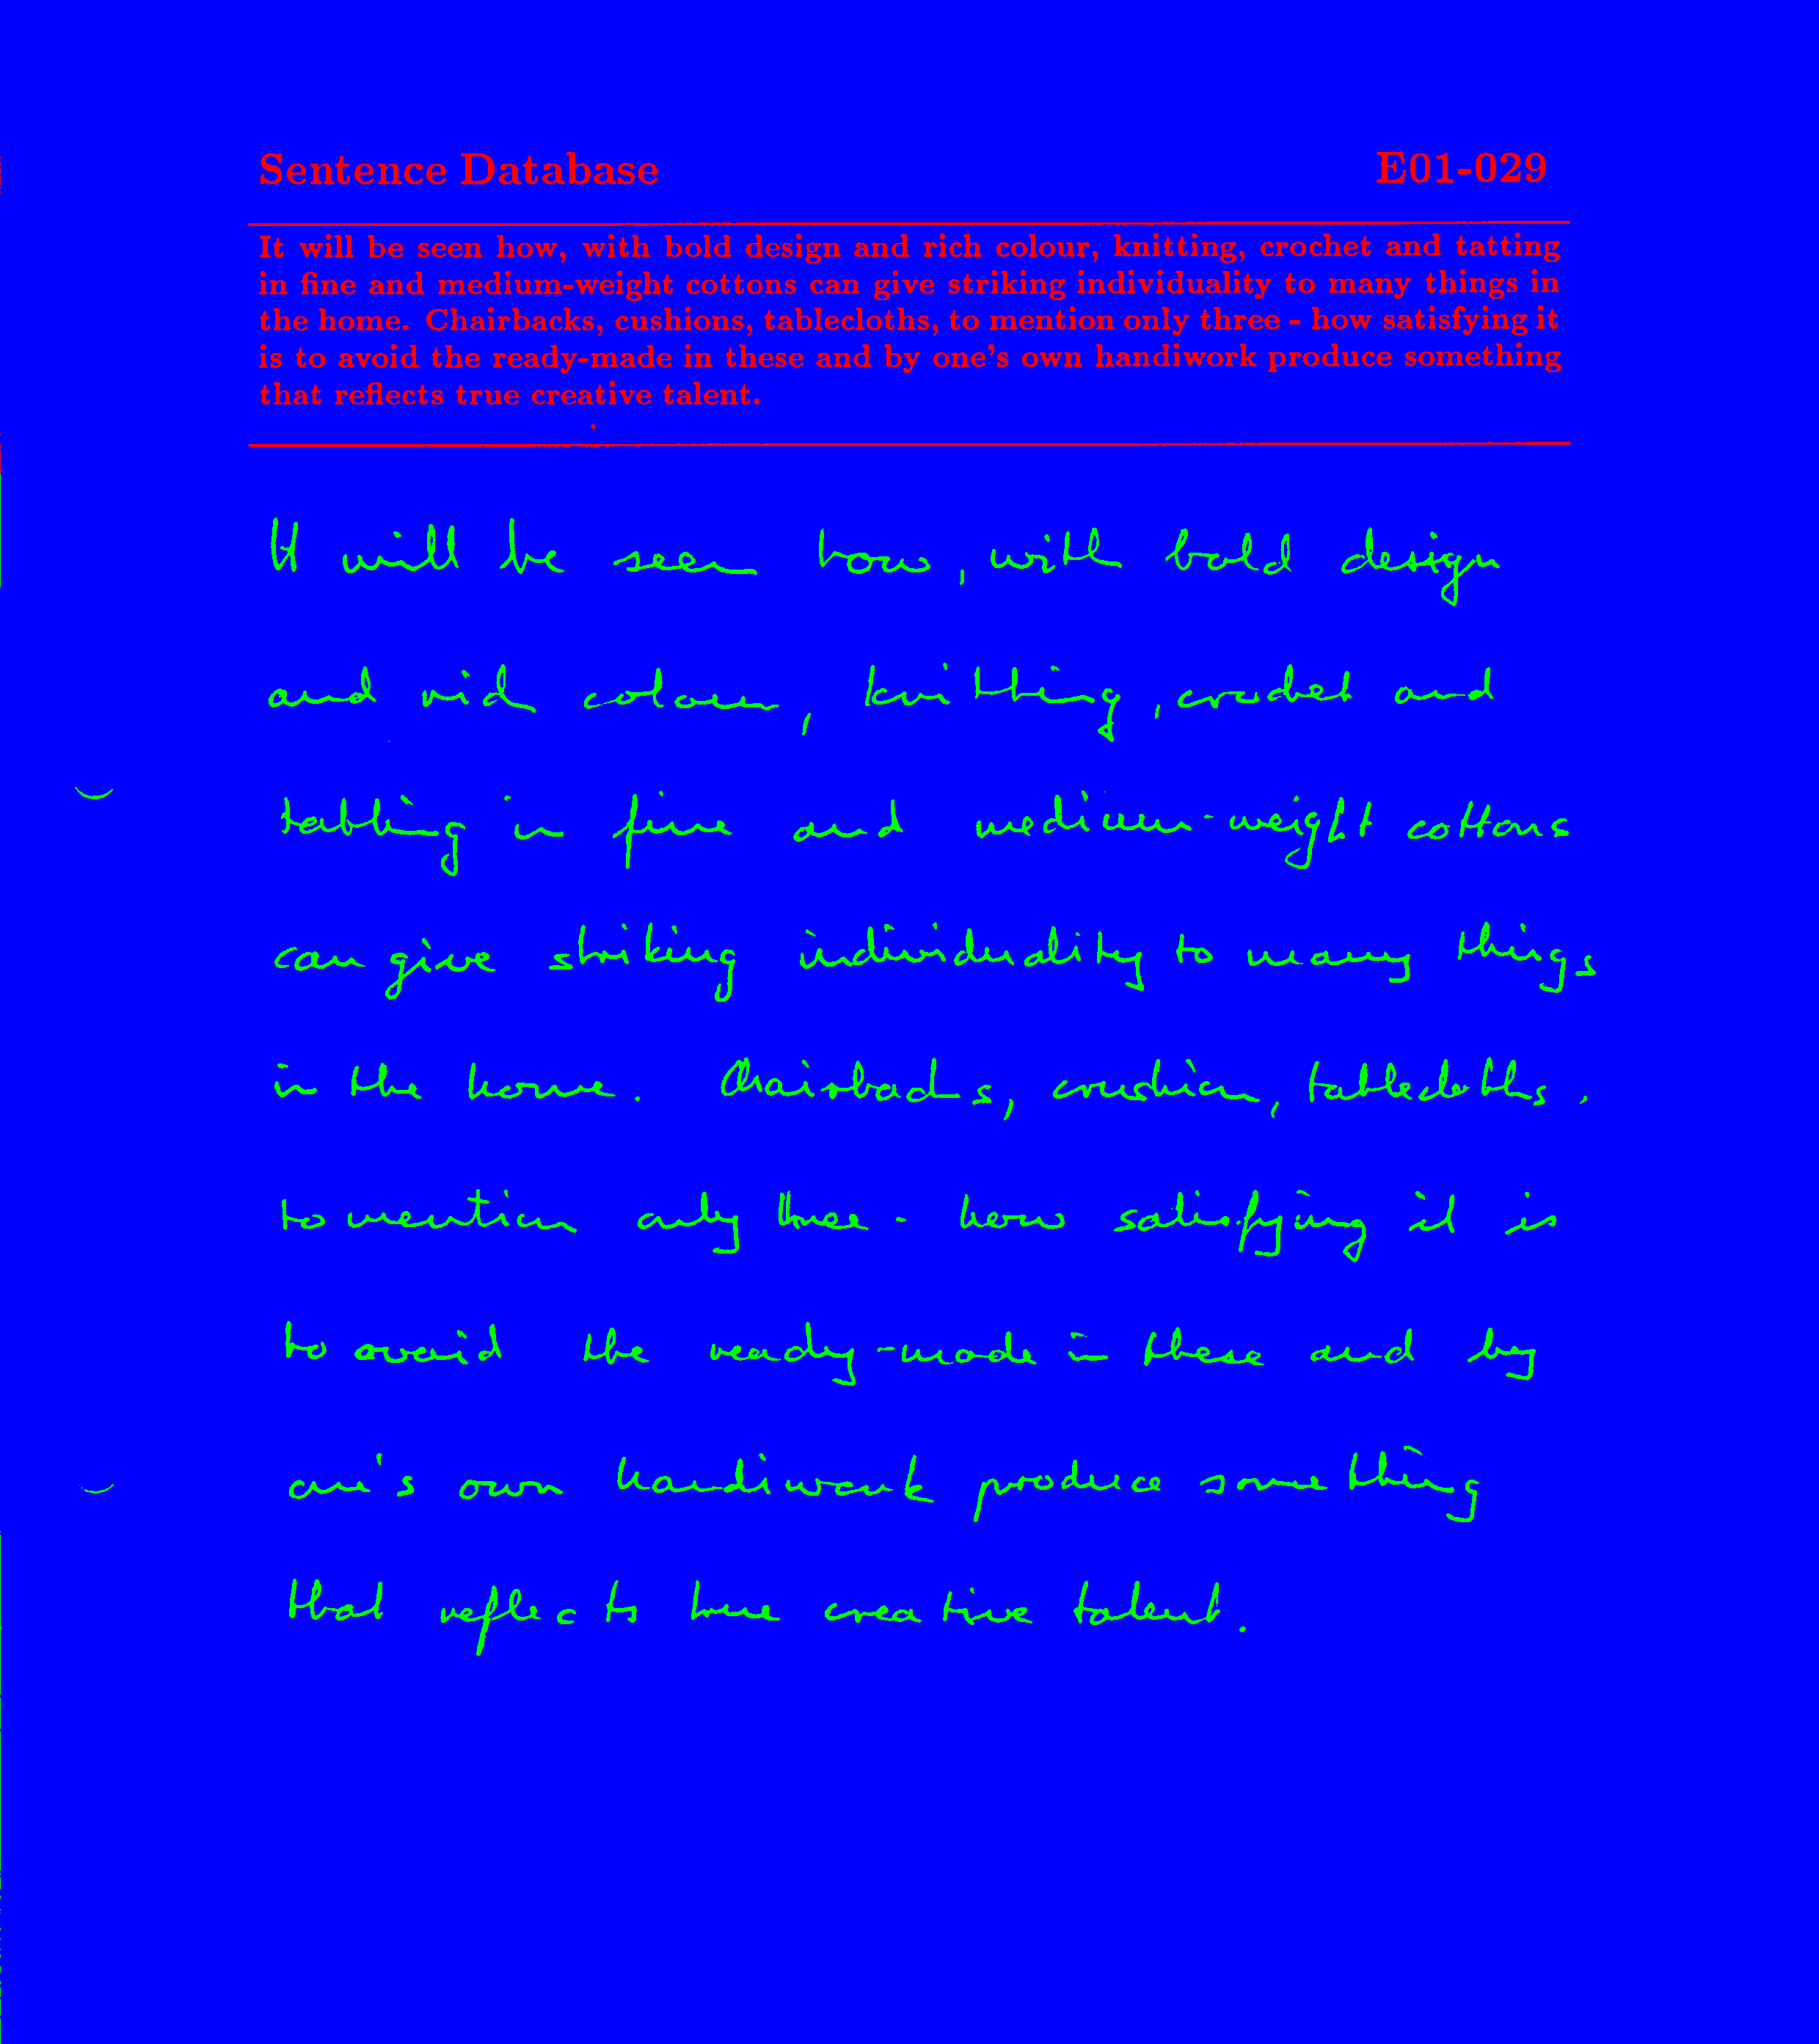 Sentence Database E01-029
It will be seen how, with bold design and rich colour, knitting, crochet and tatting
in fine and medium-weight cottons can give striking individuality to many things in
the home. Chairbacks, cushions, tablecloths, to mention only three - how satisfying it
is to avoid the ready-made in these and by one's own handiwork produce something
that reflects true creative talent.
It will be seen how, with bold design
and rich colour, knitting, crochet and
tatting in fine and medium-weight cottons
can give striking individuality to many things
in the home. Chairbacks, crushion, tablecloths,
to mention only three - how satisfying it is
to avoid the ready-made in these and by
one's own handiwork produce something
that reflects true creative talent.